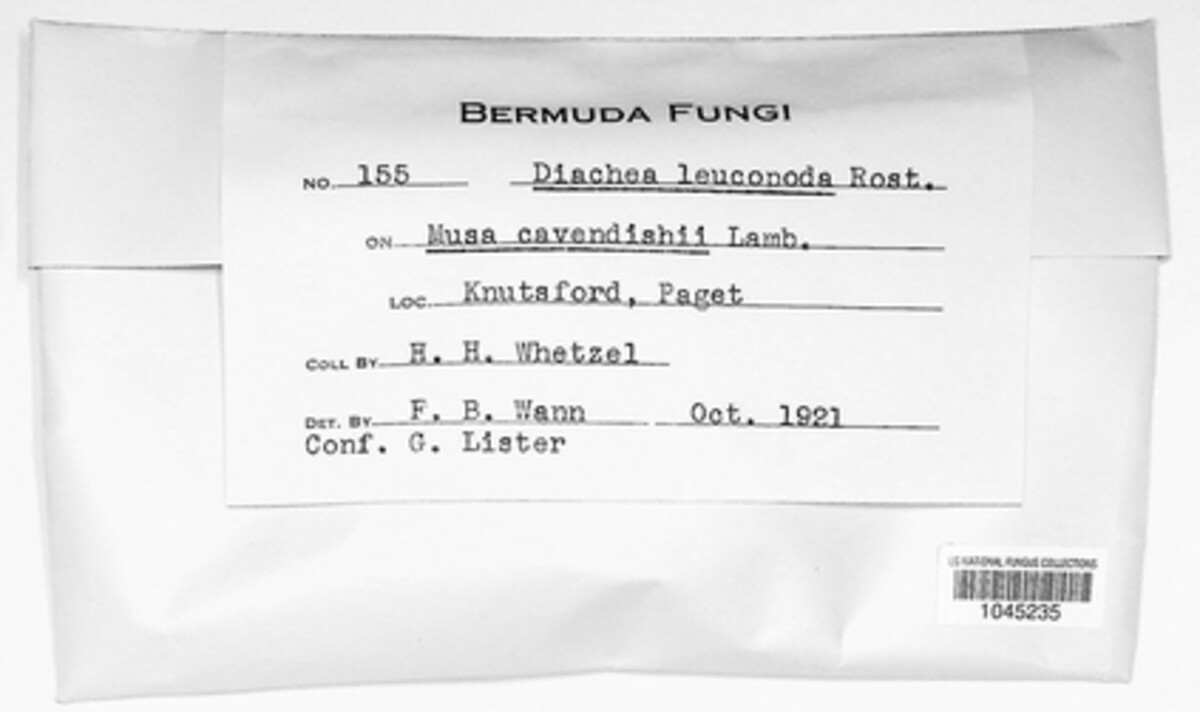 BERMUDA FUNGI
NO. 155 Diachea leuconoda Rost.
ON Musa cavendishii Lamb.
LOC. Knutsford, Paget
COLL BY H. H. Whetzel
DET. BY F. B. Wann Oct. 1921
Conf. G. Lister
US NATIONAL FUNGUS COLLECTIONS
1045235